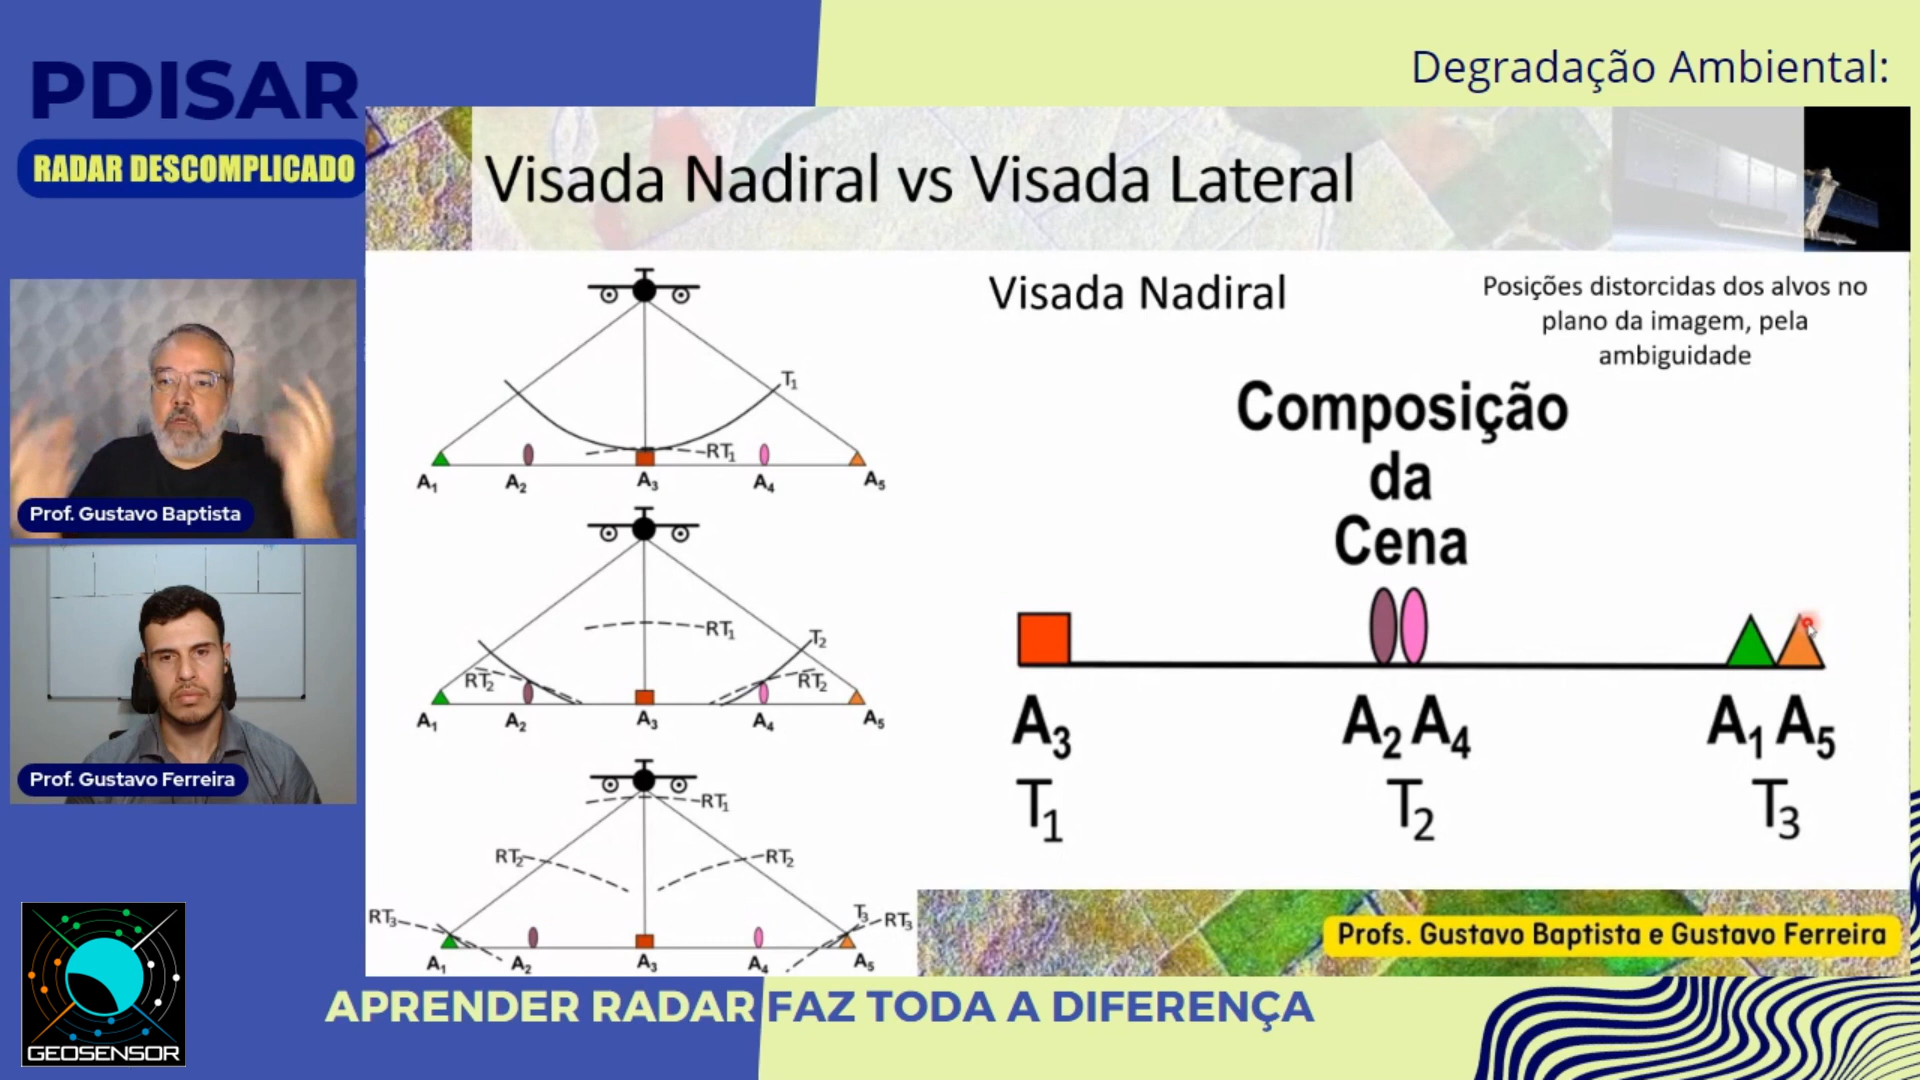 PDISAR
RADAR DESCOMPLICADO
Degradação Ambiental:
Visada Nadiral vs Visada Lateral
Prof. Gustavo Baptista
Prof. Gustavo Ferreira
T1
RT1
A1 A2 A3 A4 A5
RT1
T2
RT2 RT2
A1 A2 A3 A4 A5
RT1
RT2 RT2
RT3 T3 RT3
A1 A2 A3 A4 A5
Visada Nadiral
Posições distorcidas dos alvos no
plano da imagem, pela
ambiguidade
Composição
da
Cena
A3 A2 A4 A1 A5
T1 T2 T3
Profs. Gustavo Baptista e Gustavo Ferreira
APRENDER RADAR FAZ TODA A DIFERENÇA
GEOSENSOR